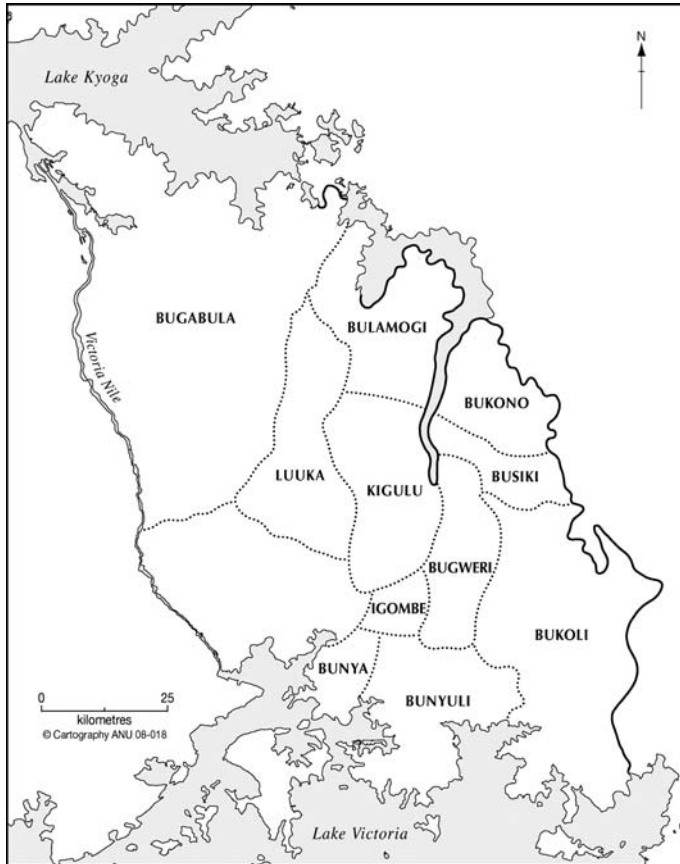 N
Lake Kyoga
BUGABULA
BULAMOGI
Victoria Nile
BUKONO
LUUKA
KIGULU
BUSIKI
BUGWERI
IGOMBE
BUKOLI
BUNYA
BUNYULI
0 25
kilometres
© Cartography ANU 08-018
Lake Victoria